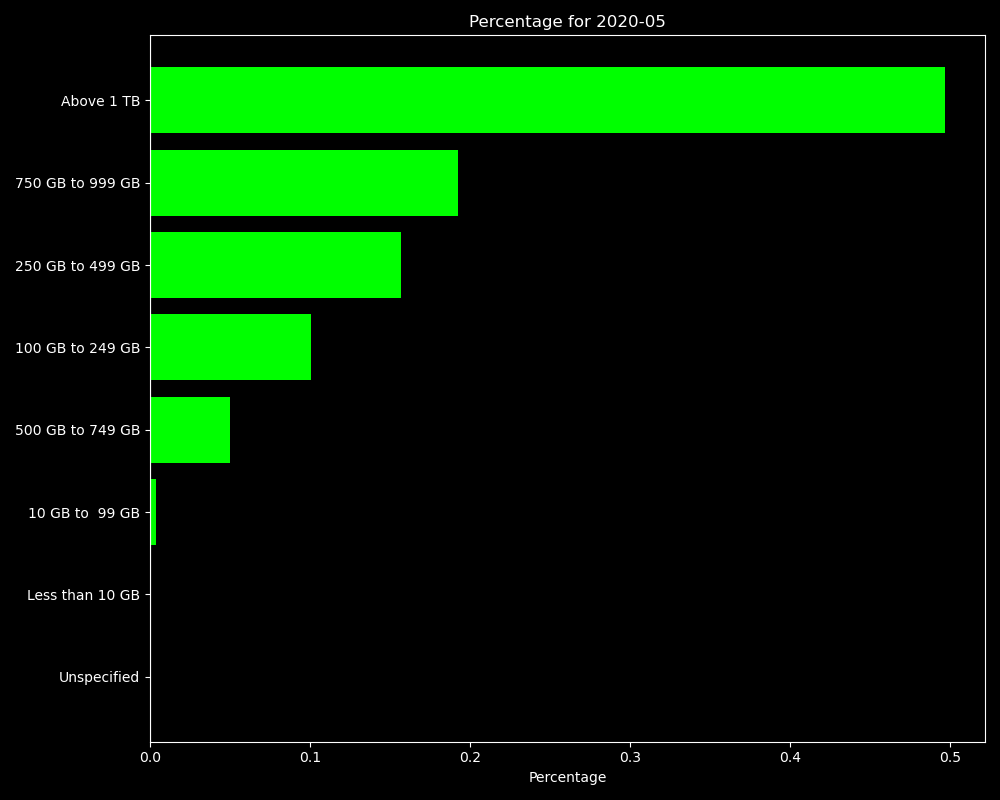 Percentage for 2020-05
Above 1 TB
750 GB to 999 GB
250 GB to 499 GB
100 GB to 249 GB
500 GB to 749 GB
10 GB to  99 GB
Less than 10 GB
Unspecified
0.0 0.1 0.2 0.3 0.4 0.5
Percentage